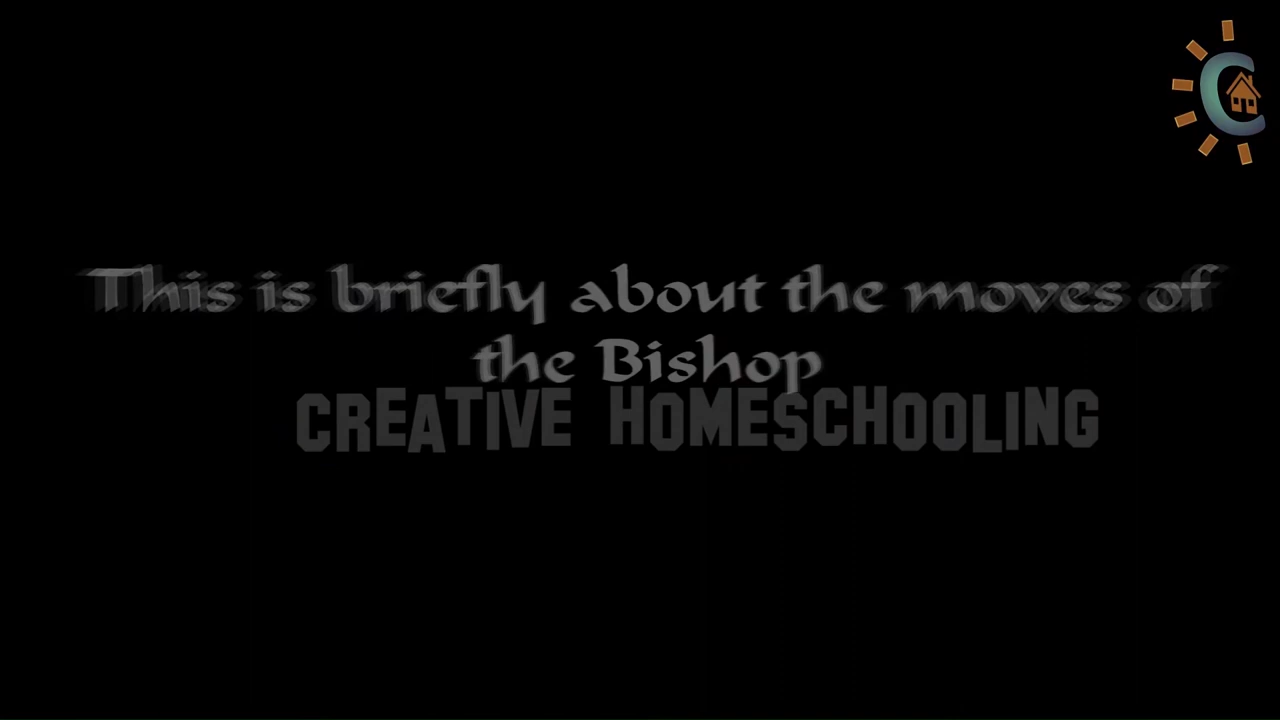 This is briefly about the moves of
the Bishop
CREATIVE HOMESCHOOLING